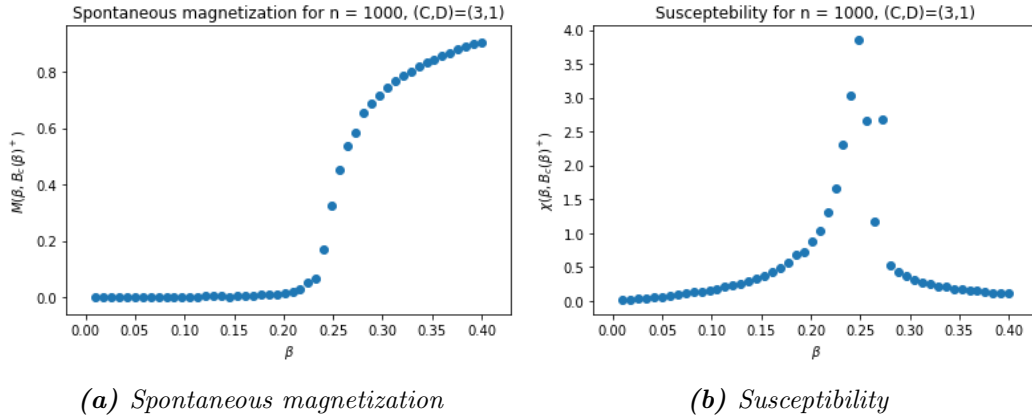 Spontaneous magnetization for n = 1000, (C,D)=(3,1)
M(β, B_c(β)⁺)
0.8
0.6
0.4
0.2
0.0
0.00 0.05 0.10 0.15 0.20 0.25 0.30 0.35 0.40
β
(a) Spontaneous magnetization
Susceptebility for n = 1000, (C,D)=(3,1)
χ(β, B_c(β)⁺)
4.0
3.5
3.0
2.5
2.0
1.5
1.0
0.5
0.0
0.00 0.05 0.10 0.15 0.20 0.25 0.30 0.35 0.40
β
(b) Susceptibility